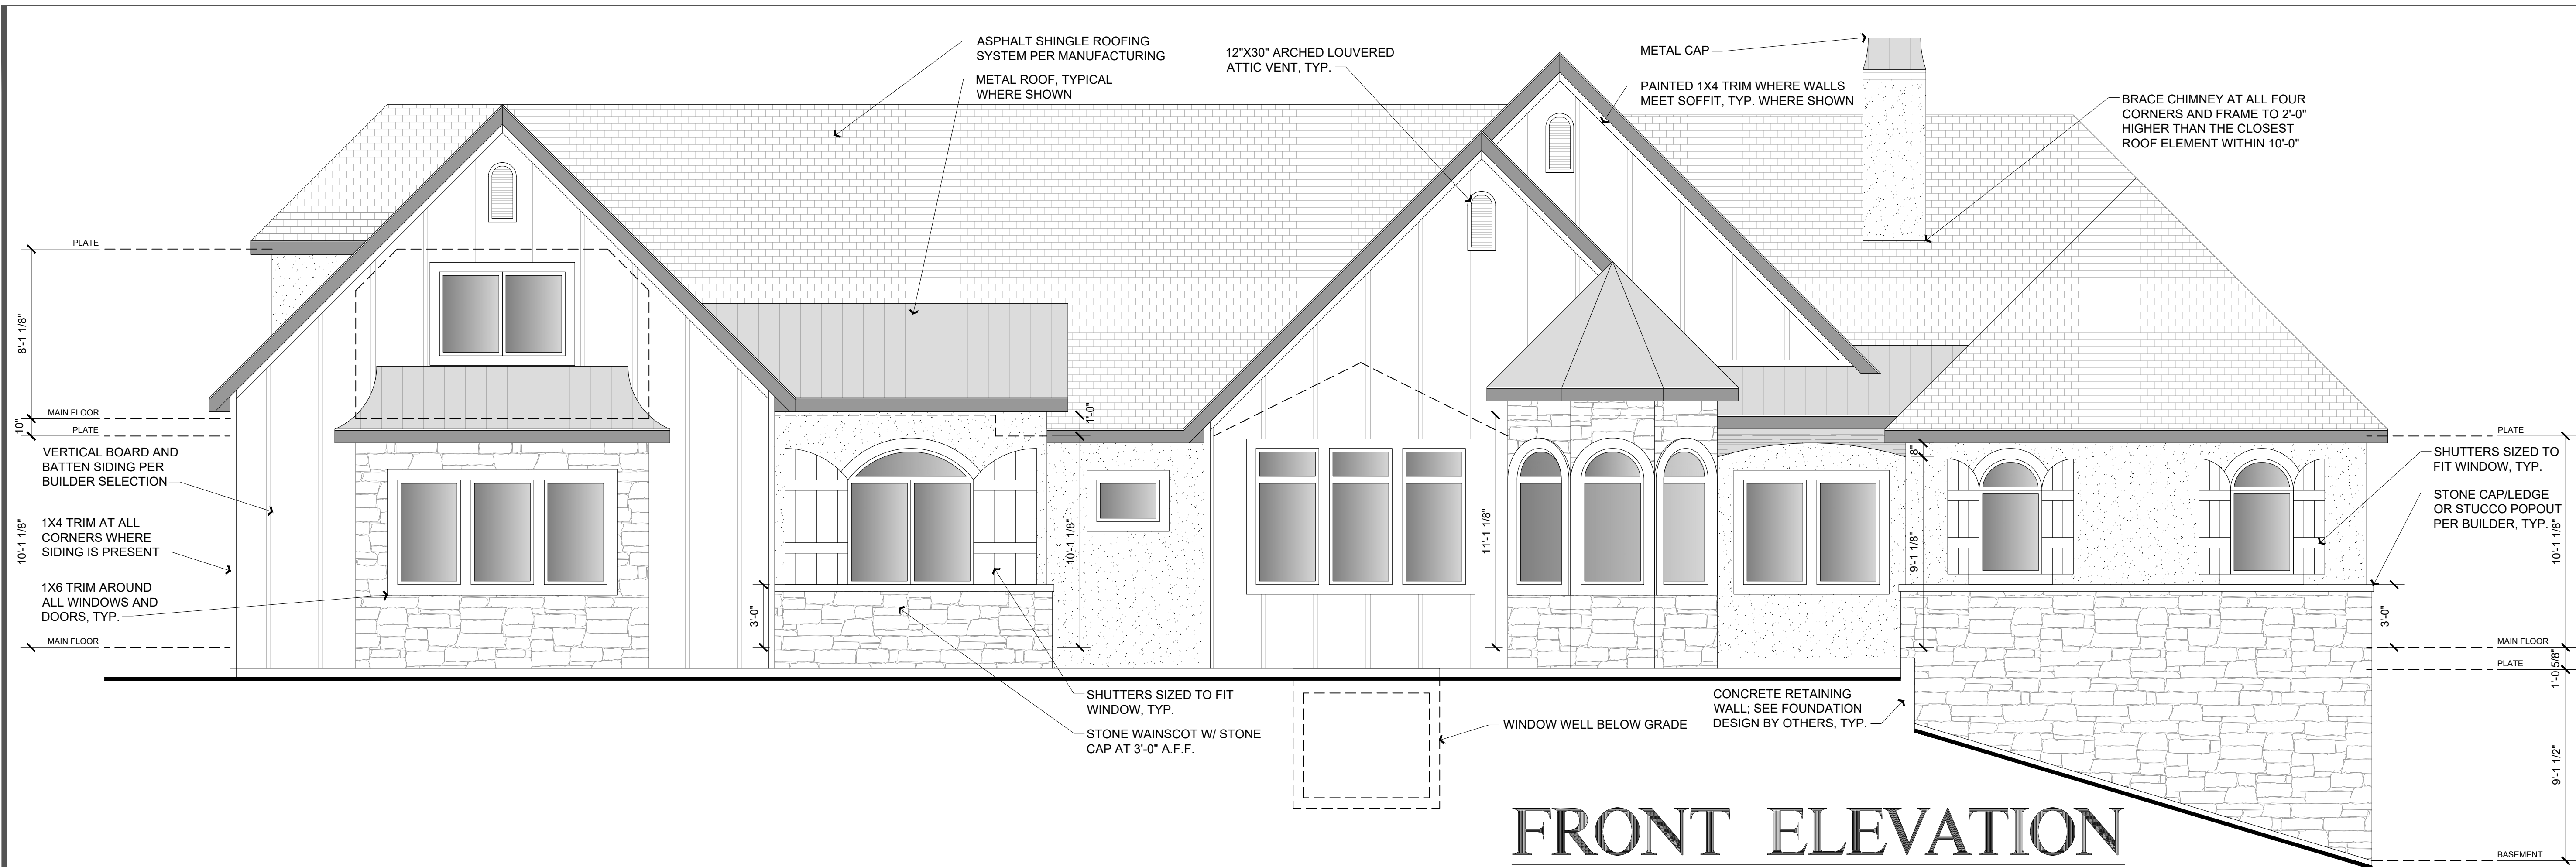 ASPHALT SHINGLE ROOFING
SYSTEM PER MANUFACTURING
METAL ROOF, TYPICAL
WHERE SHOWN
12"X30" ARCHED LOUVERED
ATTIC VENT, TYP.
METAL CAP
PAINTED 1X4 TRIM WHERE WALLS
MEET SOFFIT, TYP. WHERE SHOWN
BRACE CHIMNEY AT ALL FOUR
CORNERS AND FRAME TO 2'-0"
HIGHER THAN THE CLOSEST
ROOF ELEMENT WITHIN 10'-0"
PLATE
8'-1 1/8"
MAIN FLOOR
10"
PLATE
VERTICAL BOARD AND
BATTEN SIDING PER
BUILDER SELECTION
10'-1 1/8"
1X4 TRIM AT ALL
CORNERS WHERE
SIDING IS PRESENT
1X6 TRIM AROUND
ALL WINDOWS AND
DOORS, TYP.
MAIN FLOOR
3'-0"
1'-0"
10'-1 1/8"
11'-1 1/8"
8"
9'-1 1/8"
PLATE
SHUTTERS SIZED TO
FIT WINDOW, TYP.
STONE CAP/LEDGE
OR STUCCO POPOUT
PER BUILDER, TYP.
10'-1 1/8"
3'-0"
MAIN FLOOR
1'-0 5/8"
PLATE
9'-1 1/2"
BASEMENT
SHUTTERS SIZED TO FIT
WINDOW, TYP.
STONE WAINSCOT W/ STONE
CAP AT 3'-0" A.F.F.
WINDOW WELL BELOW GRADE
CONCRETE RETAINING
WALL; SEE FOUNDATION
DESIGN BY OTHERS, TYP.
FRONT ELEVATION